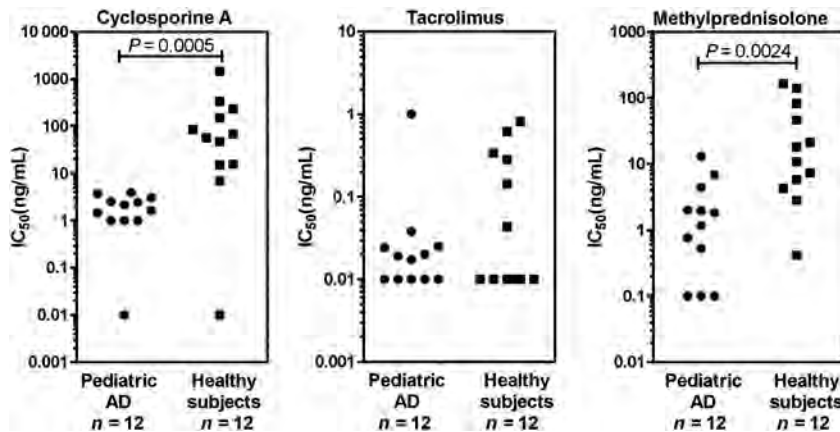 Cyclosporine A
IC50(ng/mL)
10 000
1000
100
10
1
0.1
0.01
0.001
P = 0.0005
Pediatric
AD
n = 12
Healthy
subjects
n = 12
Tacrolimus
IC50(ng/mL)
10
1
0.1
0.01
0.001
Pediatric
AD
n = 12
Healthy
subjects
n = 12
Methylprednisolone
IC50(ng/mL)
1000
100
10
1
0.1
0.01
P = 0.0024
Pediatric
AD
n = 12
Healthy
subjects
n = 12